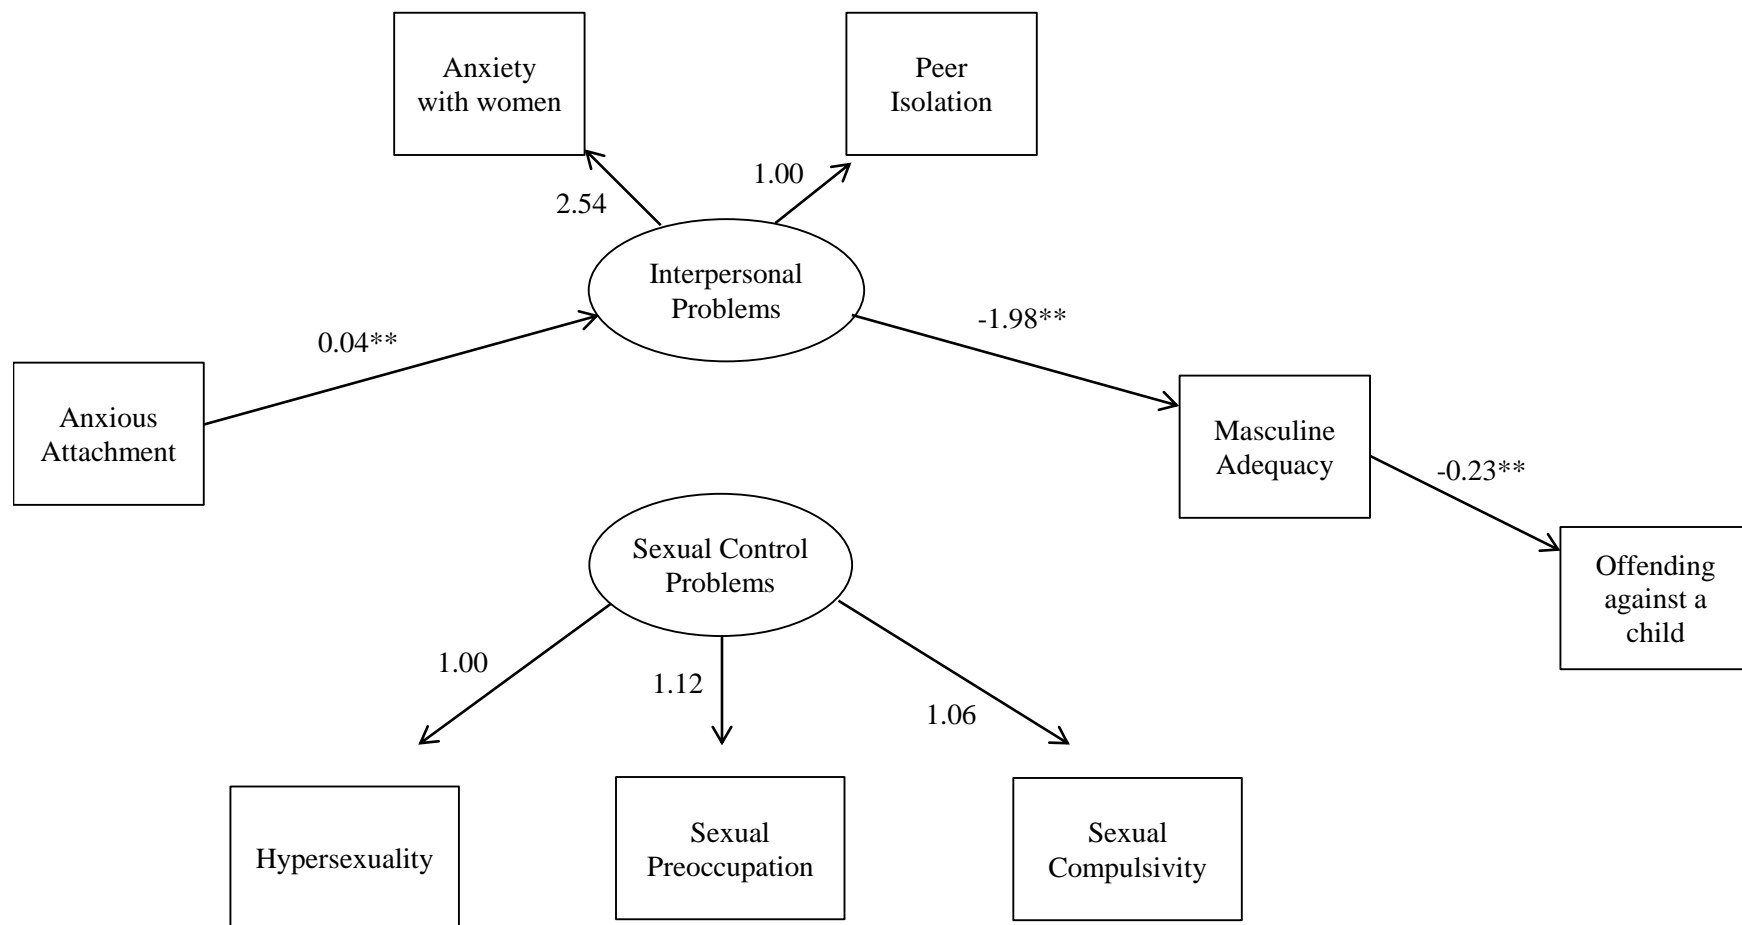 Anxiety
with women
Peer
Isolation
2.54
1.00
Interpersonal
Problems
0.04**
-1.98**
Anxious
Attachment
Masculine
Adequacy
-0.23**
Sexual Control
Problems
Offending
against a
child
1.00
1.12
1.06
Hypersexuality
Sexual
Preoccupation
Sexual
Compulsivity